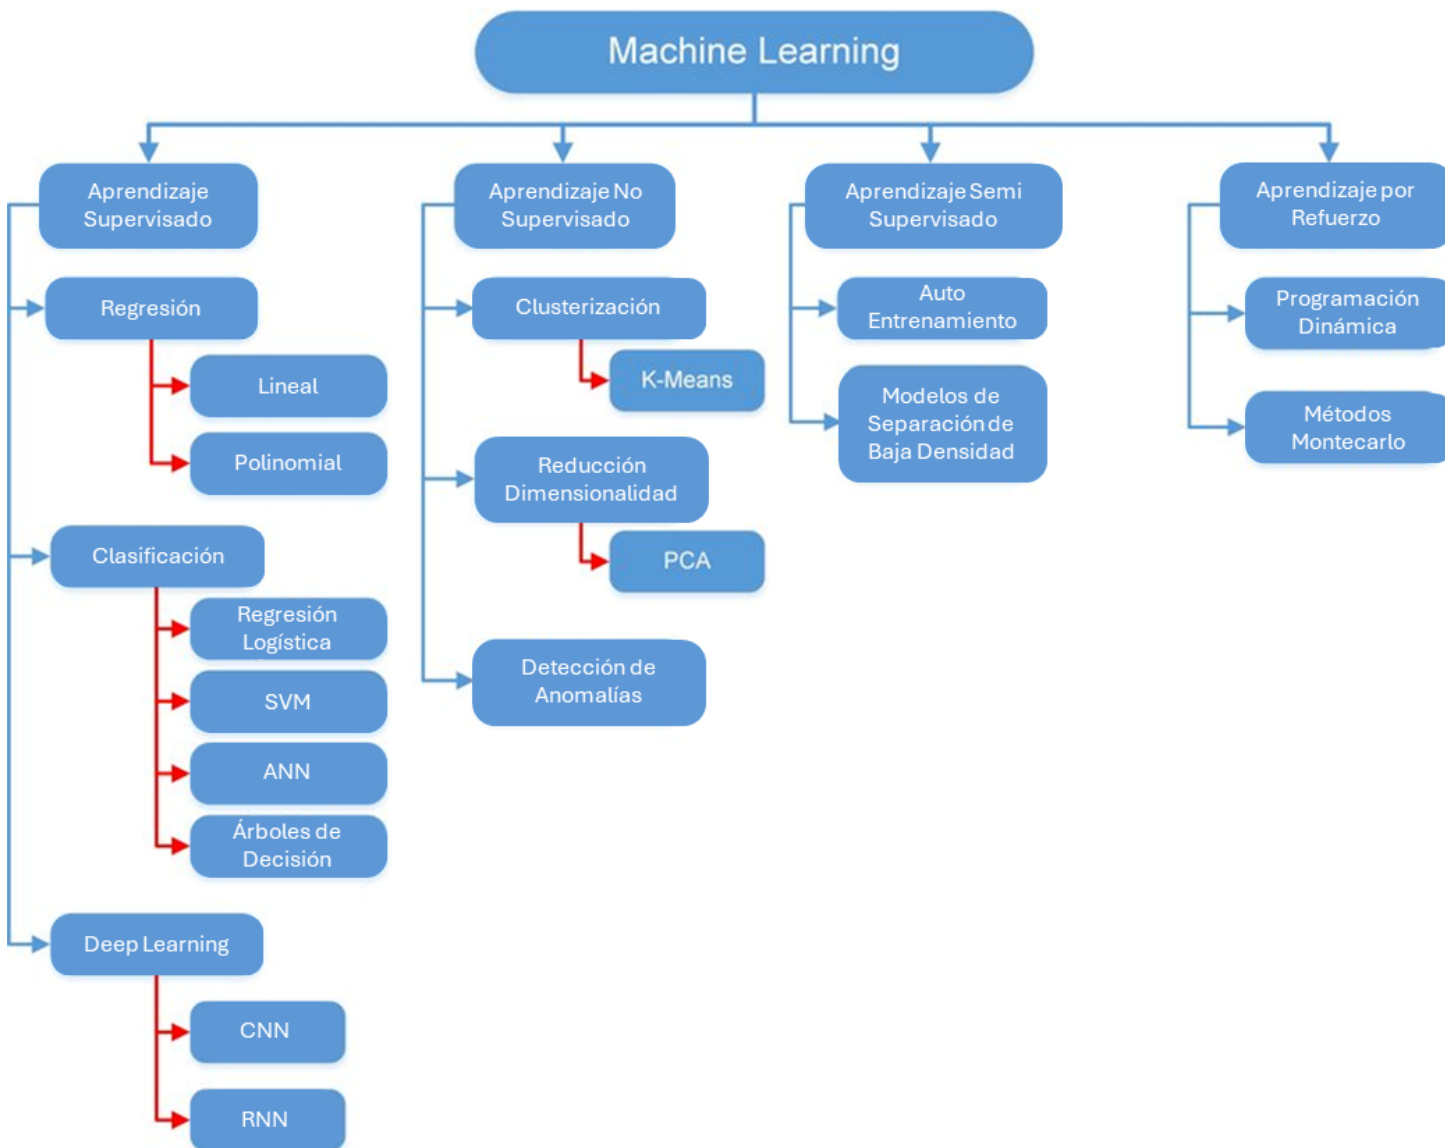 Machine Learning
Aprendizaje
Supervisado
Regresión
Lineal
Polinomial
Clasificación
Regresión
Logística
SVM
ANN
Árboles de
Decisión
Deep Learning
CNN
RNN
Aprendizaje No
Supervisado
Clusterización
K-Means
Reducción
Dimensionalidad
PCA
Detección de
Anomalías
Aprendizaje Semi
Supervisado
Auto
Entrenamiento
Modelos de
Separación de
Baja Densidad
Aprendizaje por
Refuerzo
Programación
Dinámica
Métodos
Montecarlo